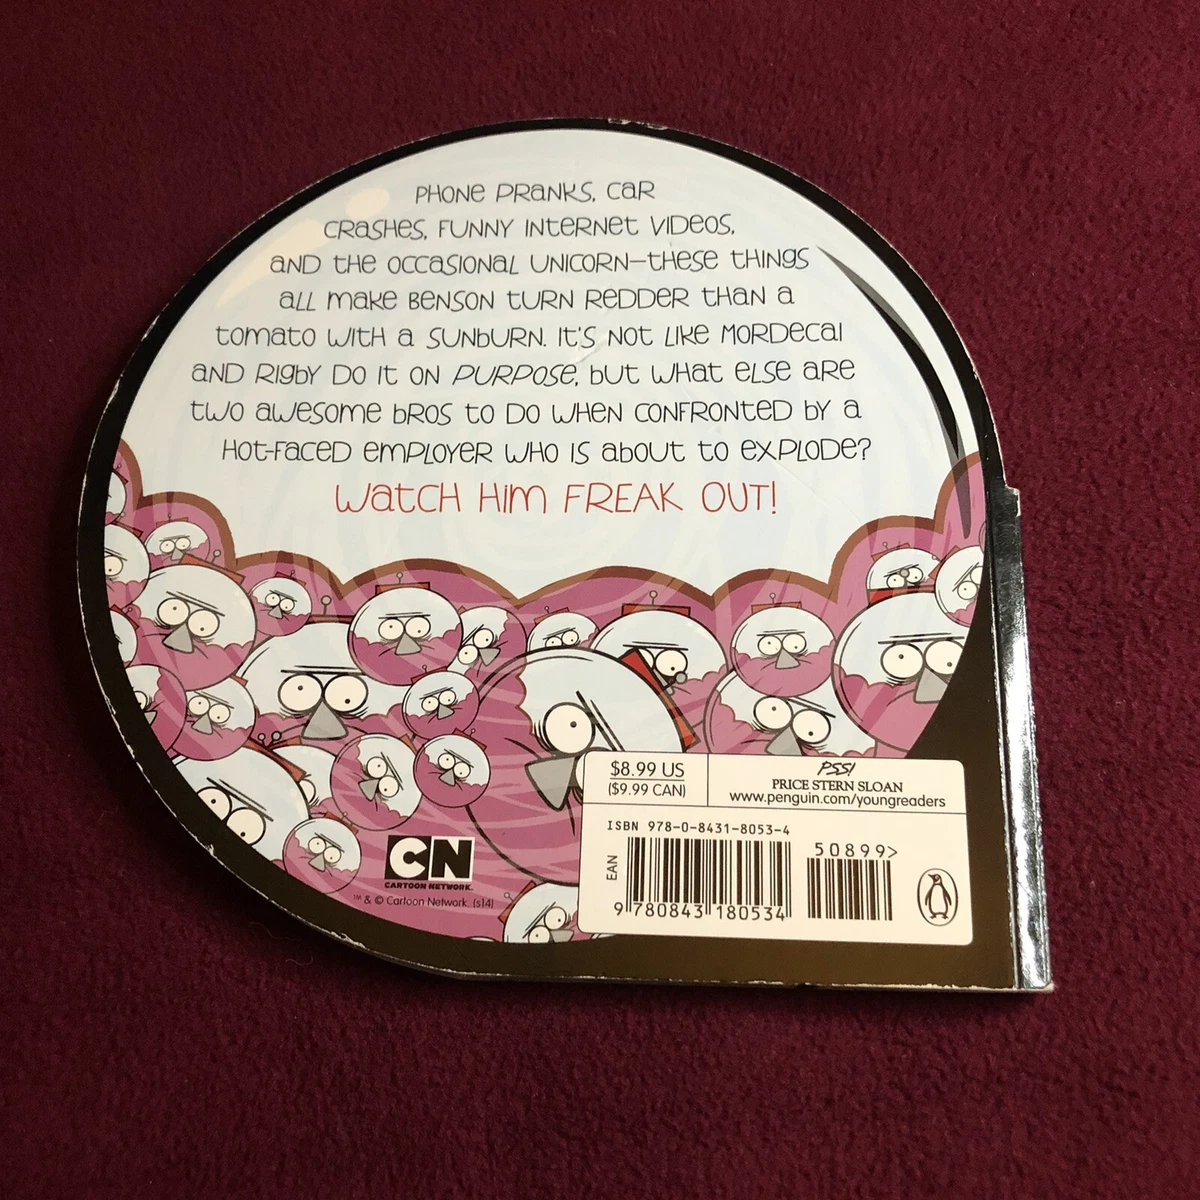 PHONE PRANKS, CAR
CRASHES, FUNNY INTERNET VIDEOS,
AND THE OCCASIONAL UNICORN—THESE THINGS
ALL MAKE BENSON TURN REDDER THAN A
TOMATO WITH A SUNBURN. IT'S NOT LIKE MORDECAI
AND RIGBY DO IT ON PURPOSE, BUT WHAT ELSE ARE
TWO AWESOME BROS TO DO WHEN CONFRONTED BY A
HOT-FACED EMPLOYER WHO IS ABOUT TO EXPLODE?
WATCH HIM FREAK OUT!
$8.99 US
($9.99 CAN)
PSS!
PRICE STERN SLOAN
www.penguin.com/youngreaders
ISBN 978-0-8431-8053-4
50899>
EAN
9 780843 180534
CN
CARTOON NETWORK.
™ & © Cartoon Network. (s14)